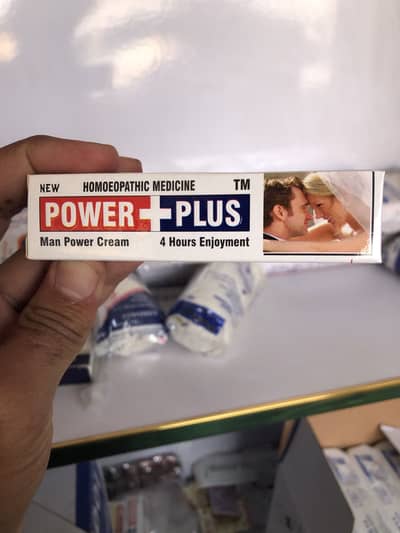 NEW HOMOEOPATHIC MEDICINE TM
POWER+PLUS
Man Power Cream 4 Hours Enjoyment